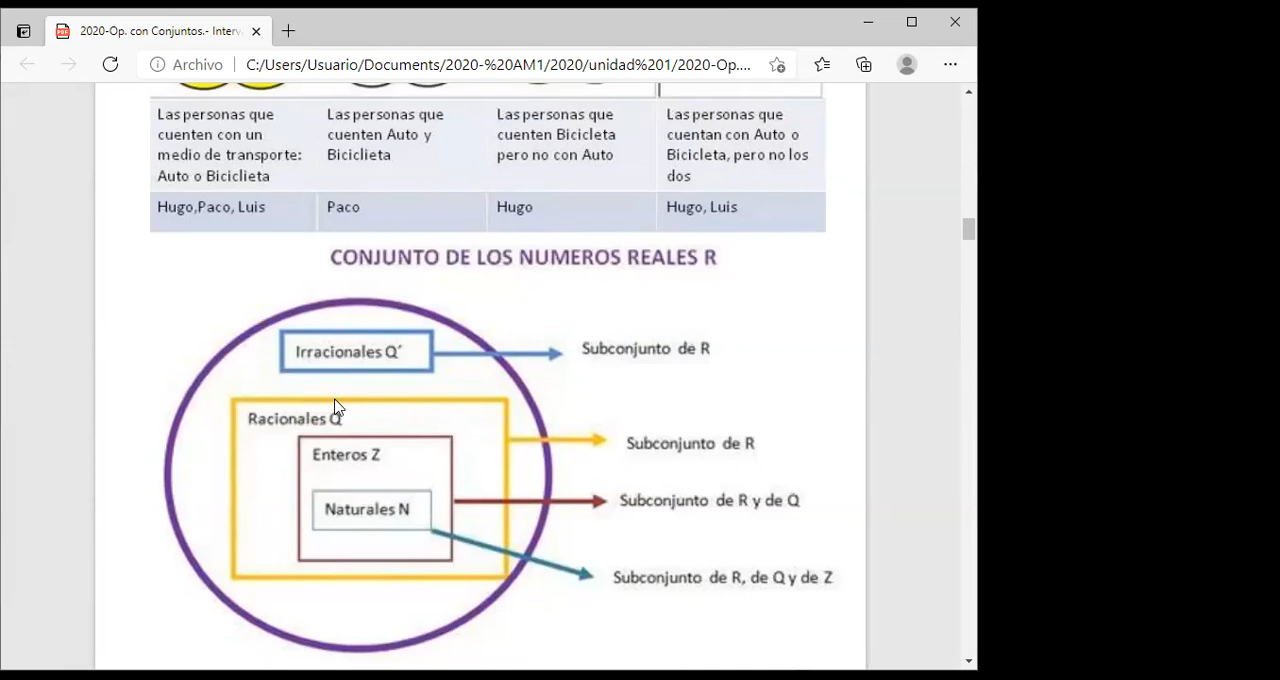 2020-Op. con Conjuntos.- Interv
Archivo
C:/Users/Usuario/Documents/2020-%20AM1/2020/unidad%201/2020-Op....
Las personas que
cuenten con un
medio de transporte:
Auto o Biciclieta
Las personas que
cuenten Auto y
Biciclieta
Las personas que
cuenten Bicicleta
pero no con Auto
Las personas que
cuentan con Auto o
Bicicleta, pero no los
dos
Hugo,Paco, Luis
Paco
Hugo
Hugo, Luis
CONJUNTO DE LOS NUMEROS REALES R
Irracionales Q´
Subconjunto de R
Racionales Q
Subconjunto de R
Enteros Z
Subconjunto de R y de Q
Naturales N
Subconjunto de R, de Q y de Z